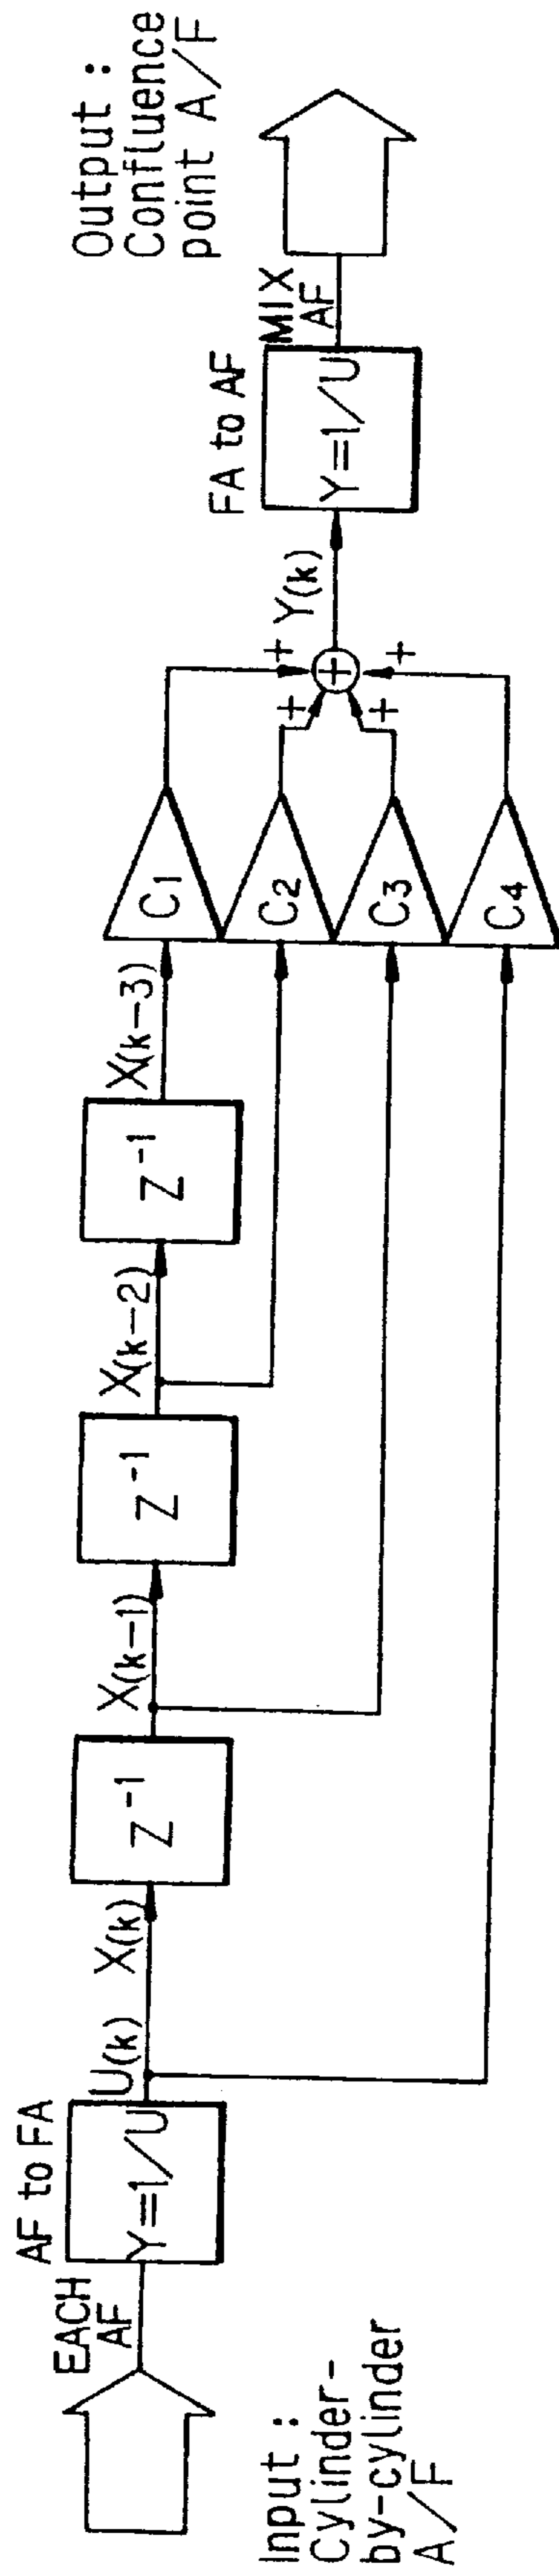 Input :
Cylinder-
by-cylinder
A/F
EACH
AF
AF to FA
Y=1/U
U(k)
X(k)
Z⁻¹
X(k-1)
Z⁻¹
X(k-2)
Z⁻¹
X(k-3)
C1
C2
C3
C4
+
+
+
+
+
Y(k)
FA to AF
Y=1/U
MIX
AF
Output :
Confluence
point A/F